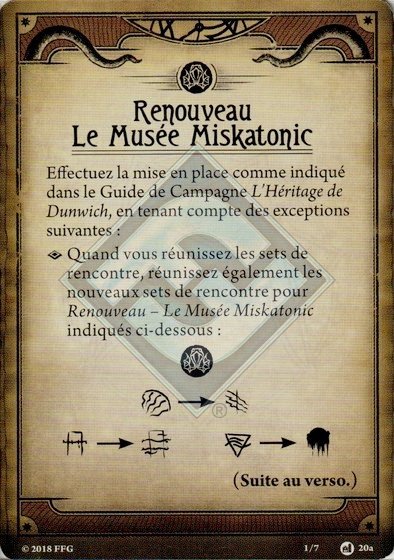 Renouveau
Le Musée Miskatonic
Effectuez la mise en place comme indiqué
dans le Guide de Campagne L'Héritage de
Dunwich, en tenant compte des exceptions
suivantes :
Quand vous réunissez les sets de
rencontre, réunissez également les
nouveaux sets de rencontre pour
Renouveau – Le Musée Miskatonic
indiqués ci-dessous :
®
(Suite au verso.)
© 2018 FFG
1/7
20a